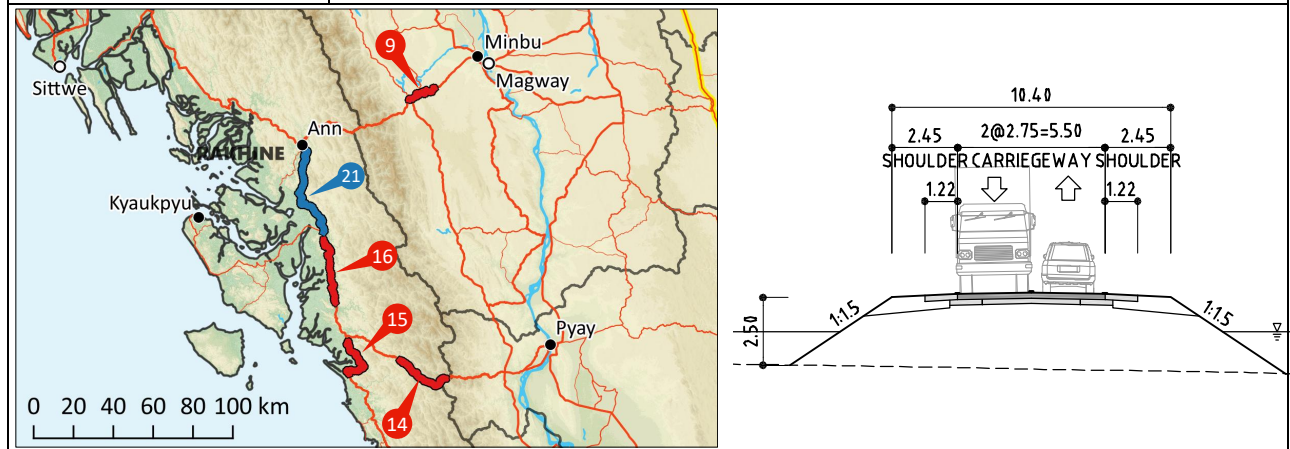 9
Minbu
Magway
Sittwe
Ann
RAKHINE
21
Kyaukpyu
16
15
Pyay
14
0 20 40 60 80 100 km
10.40
2.45 2@2.75=5.50 2.45
SHOULDER CARRIEGEWAY SHOULDER
1.22 1.22
1:1.5 1:1.5
2.50